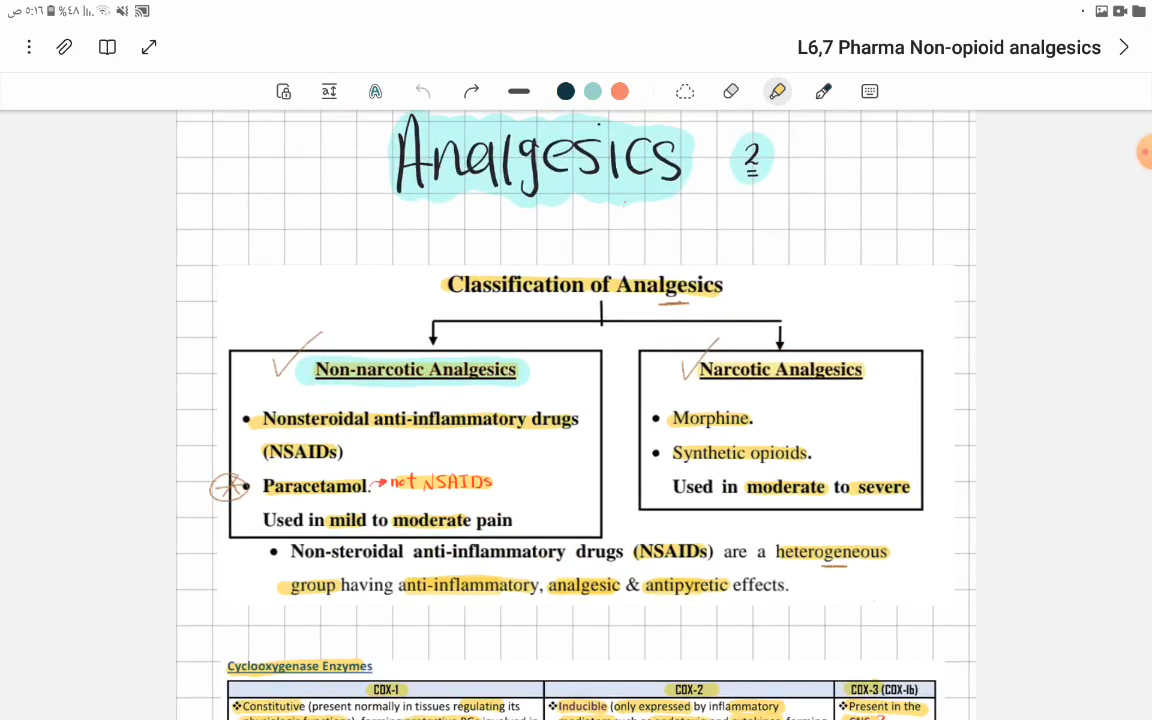 ص ٥:١٦ %٤٨
L6,7 Pharma Non-opioid analgesics
Analgesics 2
Classification of Analgesics
Non-narcotic Analgesics
• Nonsteroidal anti-inflammatory drugs
(NSAIDs)
• Paracetamol. → not NSAIDs
Used in mild to moderate pain
Narcotic Analgesics
• Morphine.
• Synthetic opioids.
Used in moderate to severe
• Non-steroidal anti-inflammatory drugs (NSAIDs) are a heterogeneous
group having anti-inflammatory, analgesic & antipyretic effects.
Cyclooxygenase Enzymes
COX-1 COX-2 COX-3 (COX-1b)
❖Constitutive (present normally in tissues regulating its
❖Inducible (only expressed by inflammatory
❖Present in the